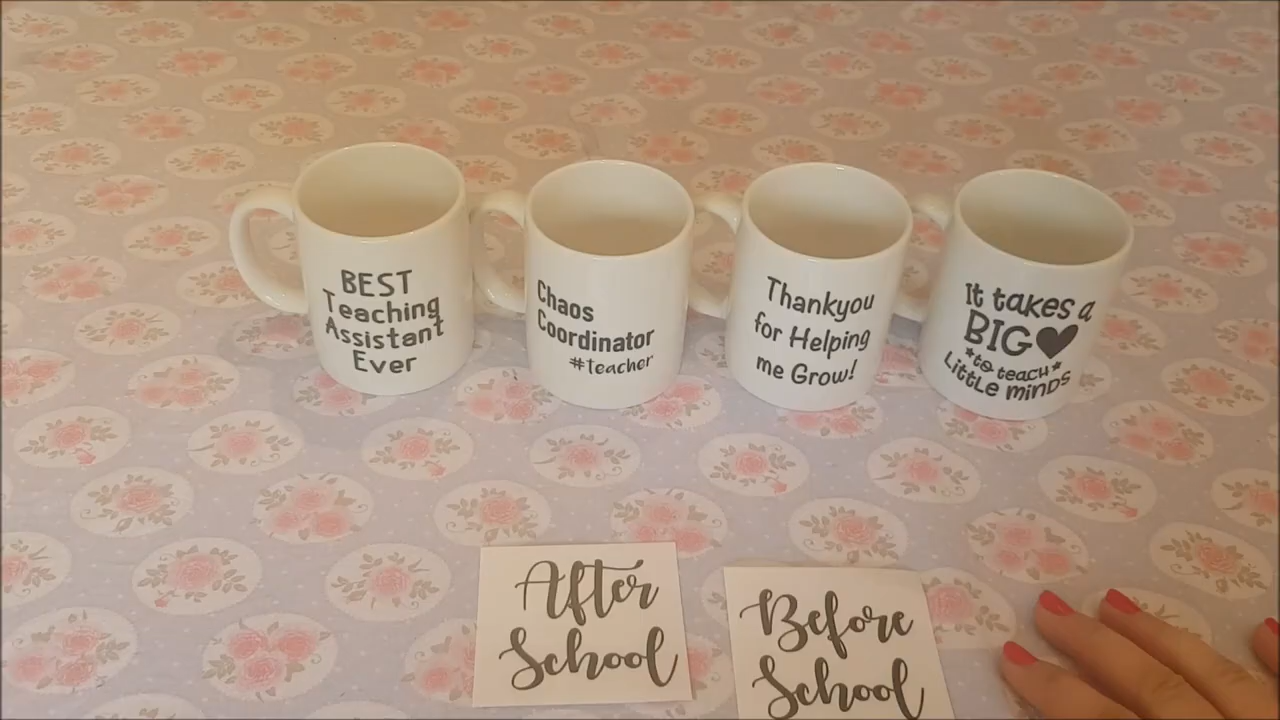 BEST
Teaching
Assistant
Ever
Chaos
Coordinator
#teacher
Thankyou
for Helping
me Grow!
It takes a
BIG
*to teach*
Little minds
After
School
Before
School